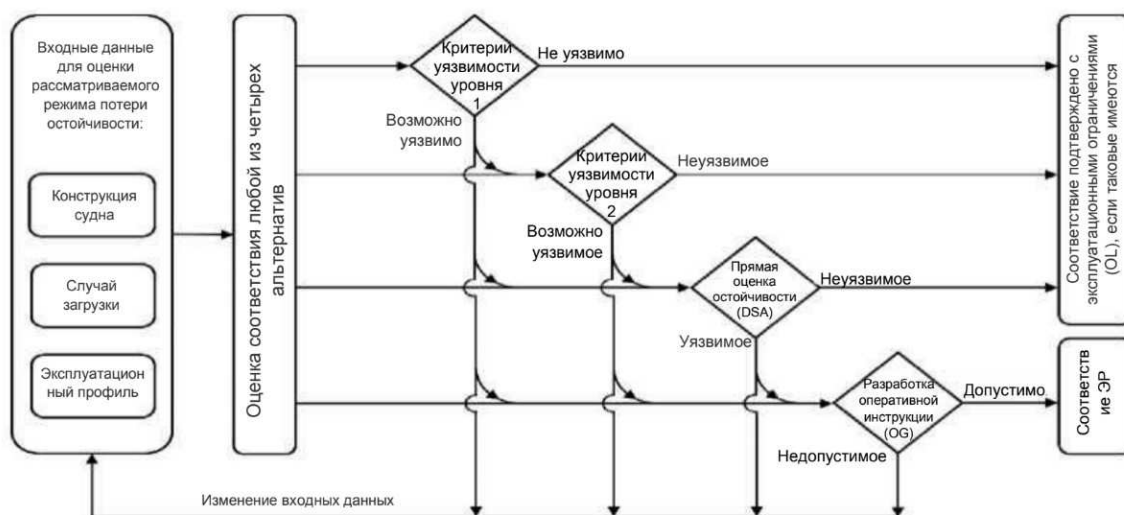 Входные данные
для оценки
рассматриваемого
режима потери
остойчивости:
Конструкция
судна
Случай
загрузки
Эксплуатацион
ный профиль
Оценка соответствия любой из четырех
альтернатив
Критерии
уязвимости
уровня
1
Не уязвимо
Возможно
уязвимо
Критерии
уязвимости
уровня
2
Неуязвимое
Возможно
уязвимое
Прямая
оценка
остойчивости
(DSA)
Неуязвимое
Уязвимое
Разработка
оперативной
инструкции
(OG)
Допустимо
Недопустимое
Соответствие подтверждено с
эксплуатационными ограничениями
(OL), если таковые имеются
Соответств
ие ЭР
Изменение входных данных